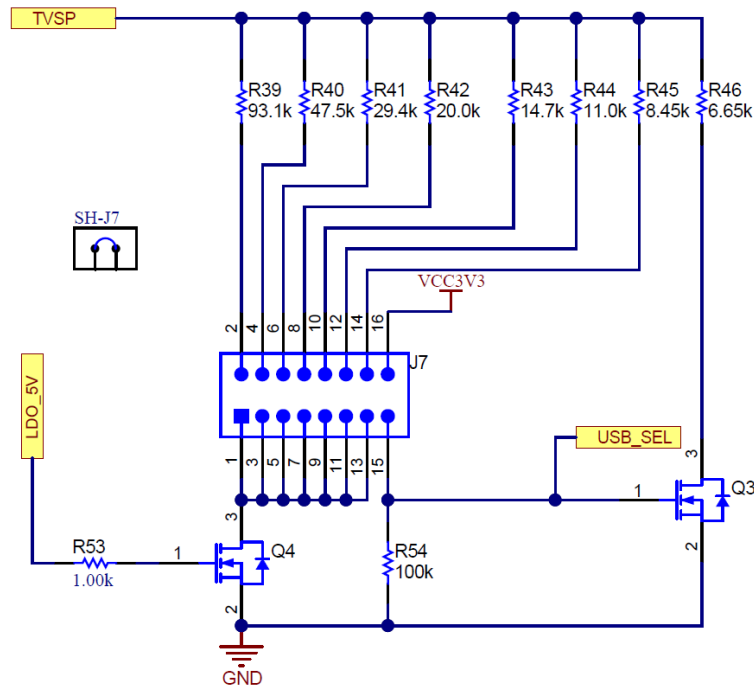 TVSP
R39
93.1k
R40
47.5k
R41
29.4k
R42
20.0k
R43
14.7k
R44
11.0k
R45
8.45k
R46
6.65k
SH-J7
VCC3V3
2
4
6
8
10
12
14
16
J7
LDO_5V
USB_SEL
1
3
5
7
9
11
13
15
3
1
Q3
2
3
R53
1.00k
1
Q4
2
R54
100k
GND